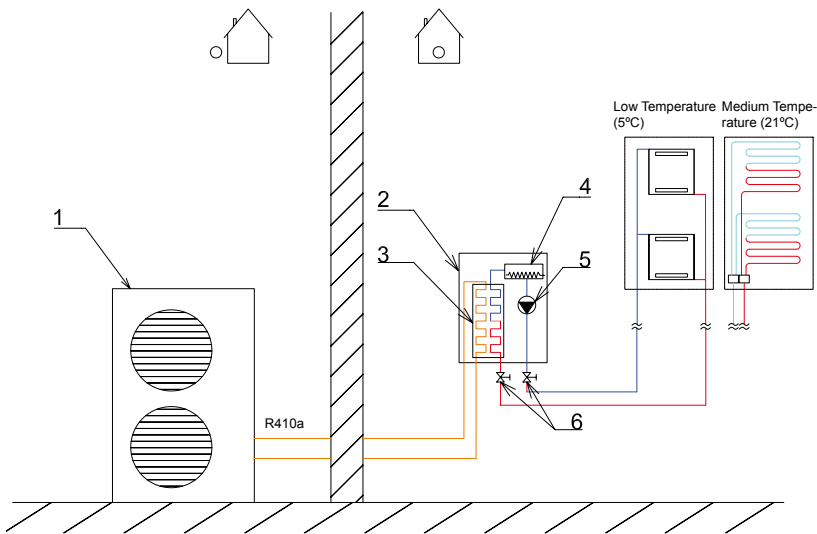 Low Temperature
(5ºC)
Medium Tempe-
rature (21ºC)
1
2
3
4
5
6
R410a